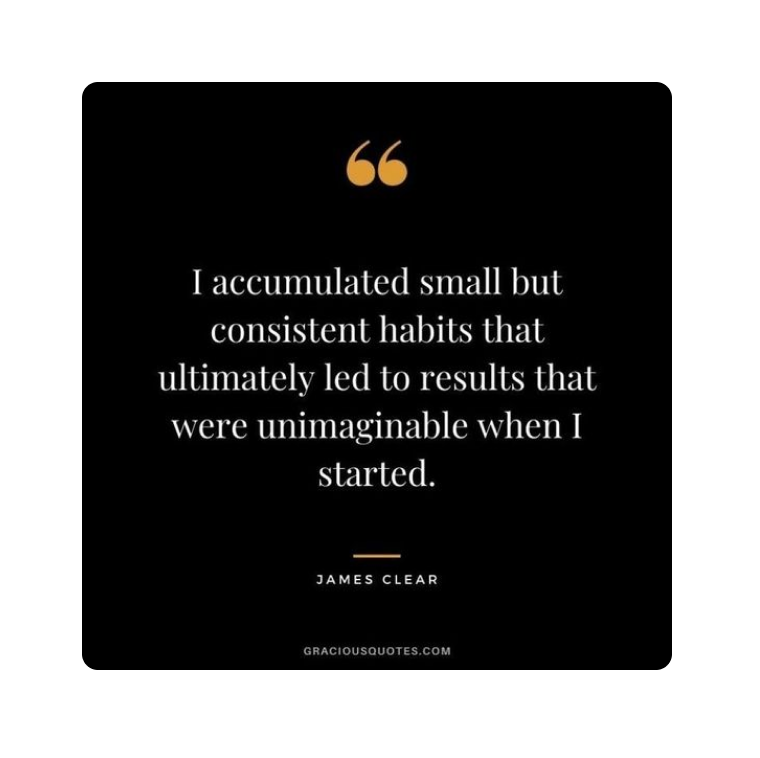 I accumulated small but
consistent habits that
ultimately led to results that
were unimaginable when I
started.
JAMES CLEAR
GRACIOUSQUOTES.COM